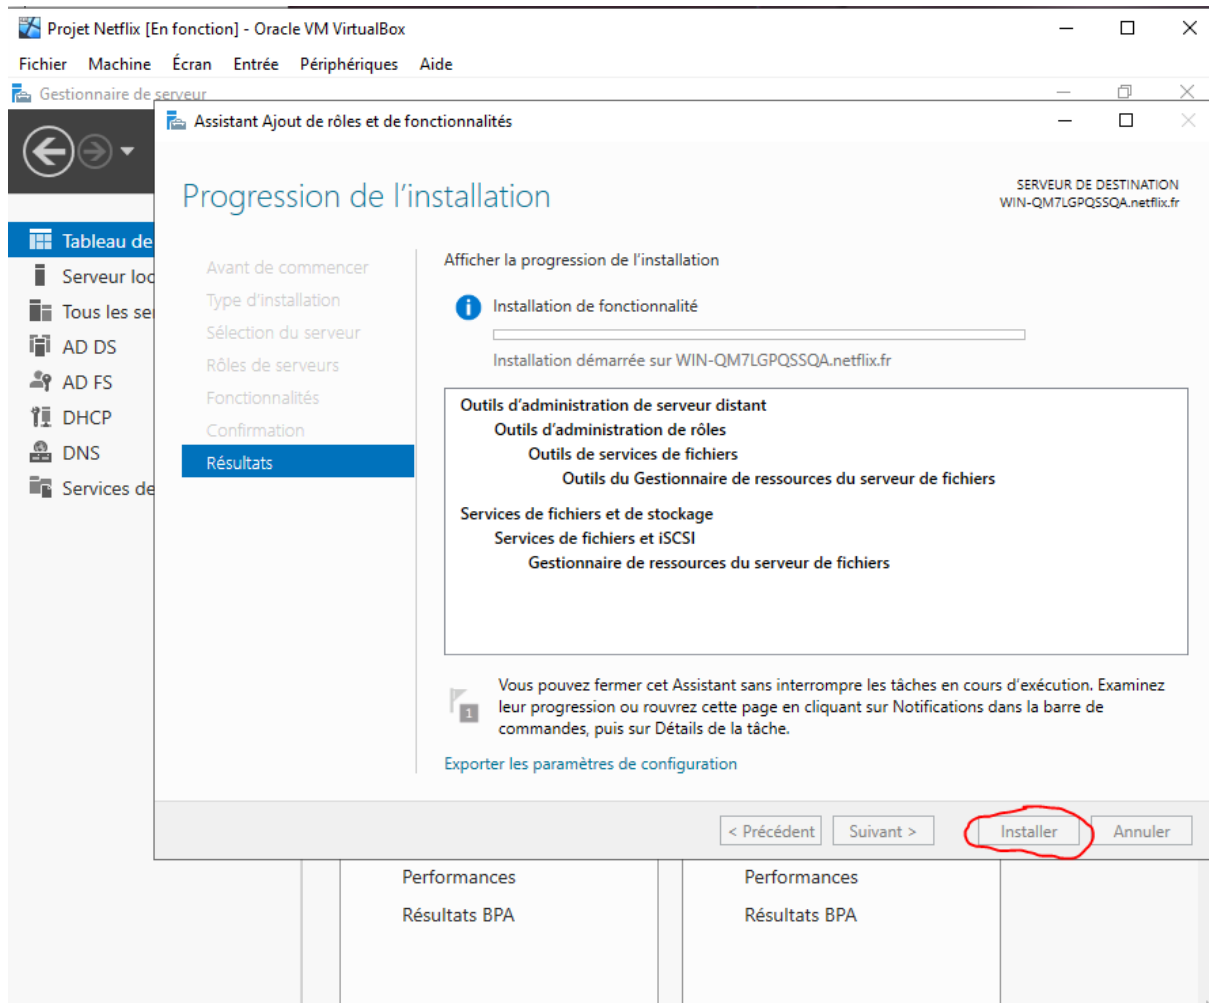 Projet Netflix [En fonction] - Oracle VM VirtualBox
Fichier Machine Écran Entrée Périphériques Aide
Gestionnaire de serveur
Assistant Ajout de rôles et de fonctionnalités
Progression de l'installation
SERVEUR DE DESTINATION
WIN-QM7LGPQSSQA.netflix.fr
Tableau de
Serveur loc
Tous les ser
AD DS
AD FS
DHCP
DNS
Services de
Avant de commencer
Type d'installation
Sélection du serveur
Rôles de serveurs
Fonctionnalités
Confirmation
Résultats
Afficher la progression de l'installation
Installation de fonctionnalité
Installation démarrée sur WIN-QM7LGPQSSQA.netflix.fr
Outils d'administration de serveur distant
Outils d'administration de rôles
Outils de services de fichiers
Outils du Gestionnaire de ressources du serveur de fichiers
Services de fichiers et de stockage
Services de fichiers et iSCSI
Gestionnaire de ressources du serveur de fichiers
1
Vous pouvez fermer cet Assistant sans interrompre les tâches en cours d'exécution. Examinez
leur progression ou rouvrez cette page en cliquant sur Notifications dans la barre de
commandes, puis sur Détails de la tâche.
Exporter les paramètres de configuration
< Précédent Suivant > Installer Annuler
Performances Performances
Résultats BPA Résultats BPA